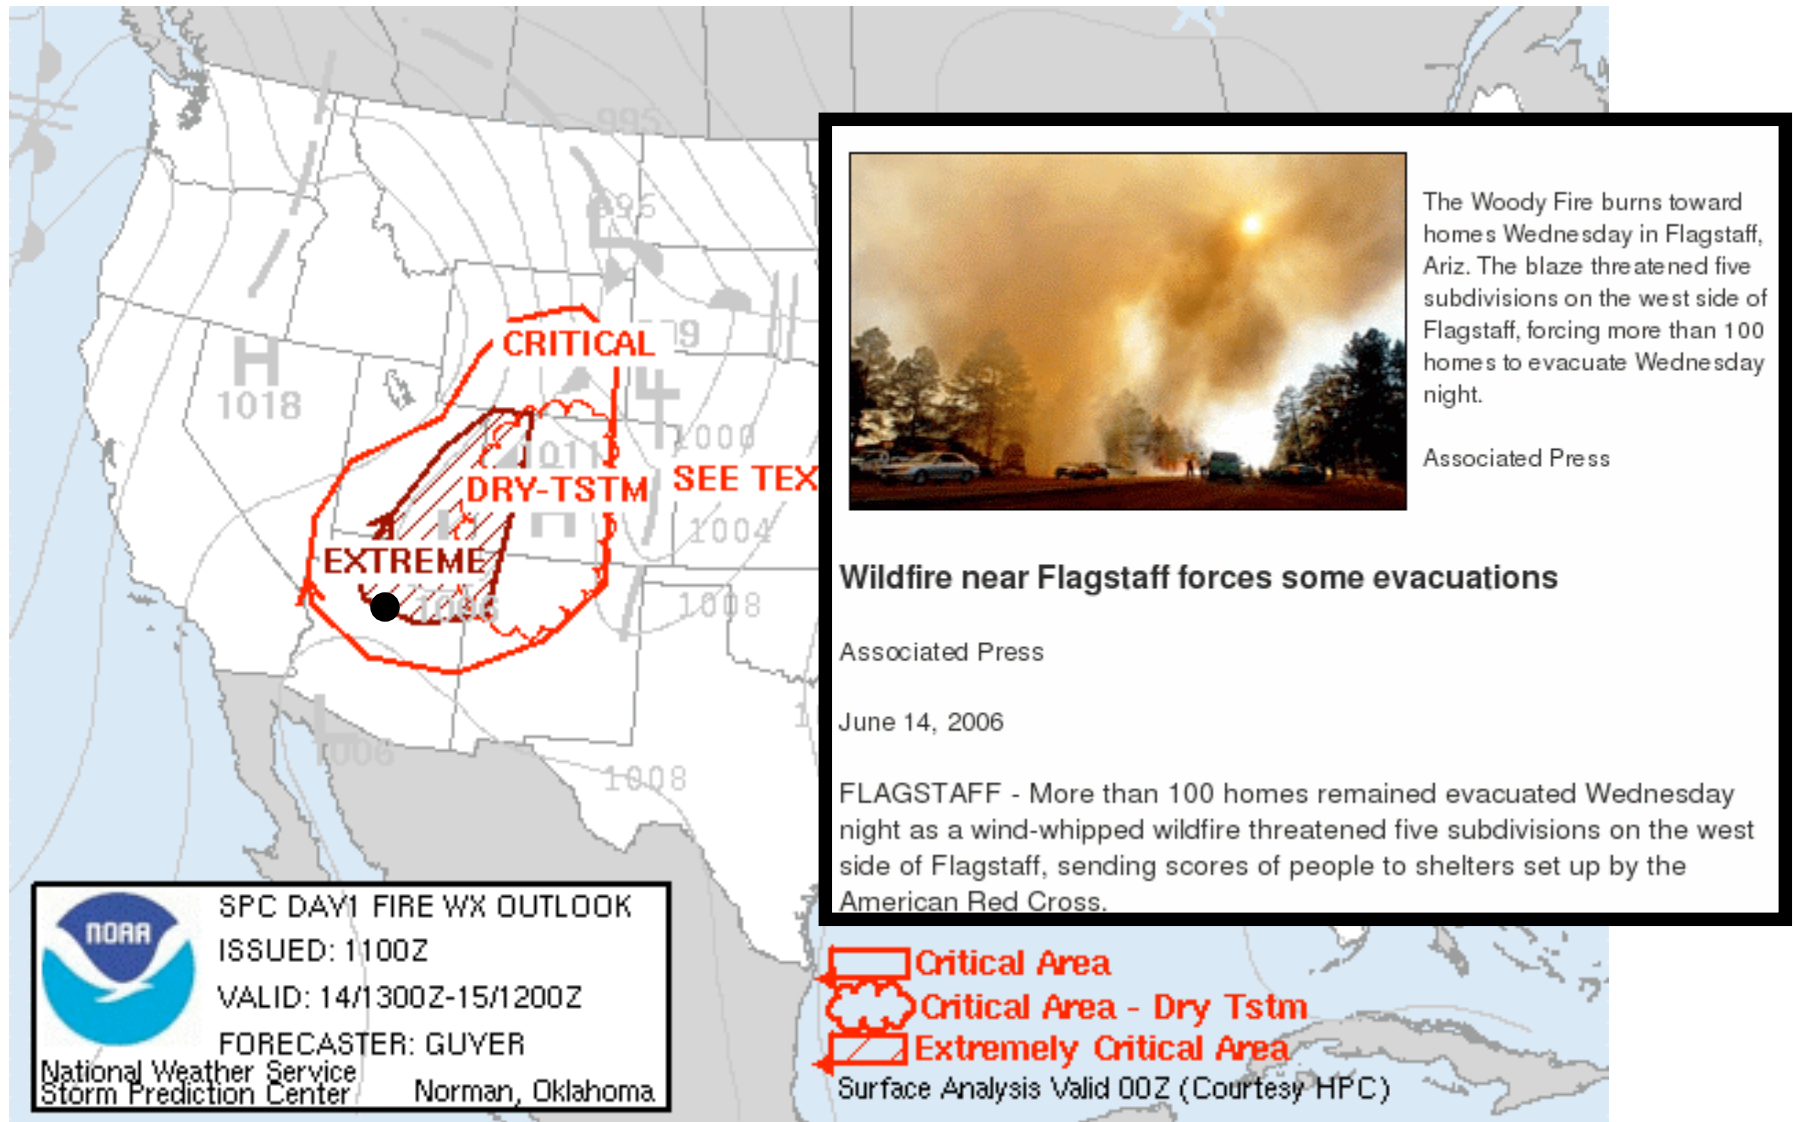 995
996
CRITICAL
H
1018
1011
1000
DRY-TSTM
SEE TEX
H
1004
EXTREME
1006
1008
L
1006
1008
The Woody Fire burns toward
homes Wednesday in Flagstaff,
Ariz. The blaze threatened five
subdivisions on the west side of
Flagstaff, forcing more than 100
homes to evacuate Wednesday
night.
Associated Press
Wildfire near Flagstaff forces some evacuations
Associated Press
June 14, 2006
FLAGSTAFF - More than 100 homes remained evacuated Wednesday
night as a wind-whipped wildfire threatened five subdivisions on the west
side of Flagstaff, sending scores of people to shelters set up by the
American Red Cross.
NOAA
SPC DAY1 FIRE WX OUTLOOK
ISSUED: 1100Z
VALID: 14/1300Z-15/1200Z
FORECASTER: GUYER
National Weather Service
Storm Prediction Center
Norman, Oklahoma
Critical Area
Critical Area - Dry Tstm
Extremely Critical Area
Surface Analysis Valid 00Z (Courtesy HPC)